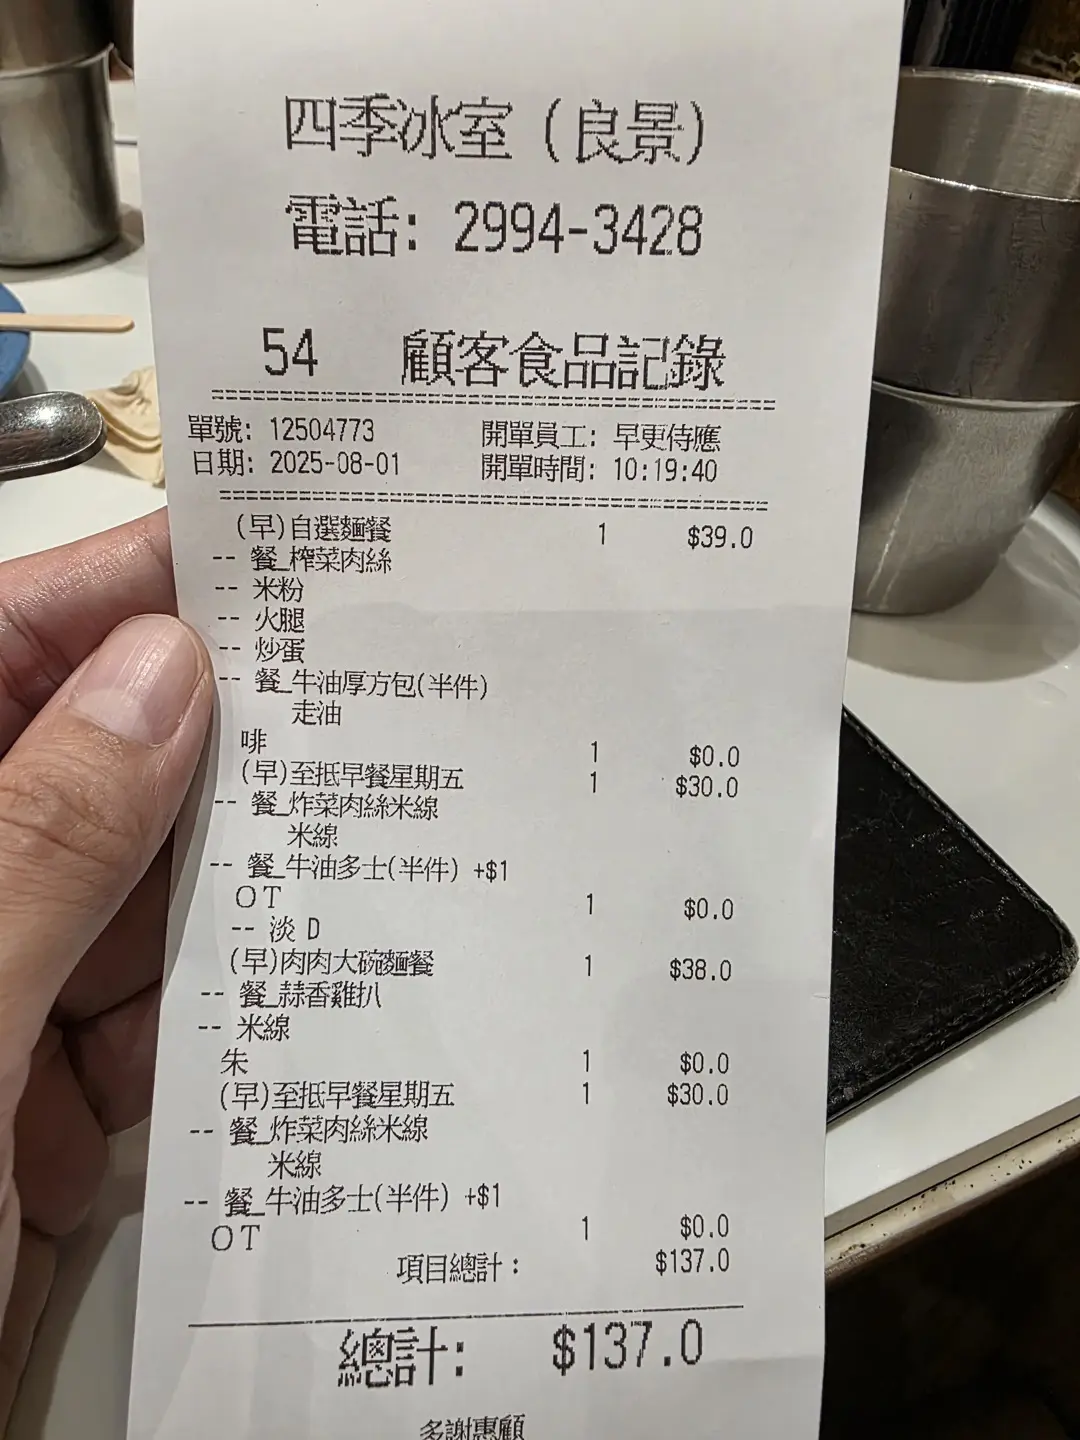 四季冰室(良景)
電話: 2994-3428
54 顧客食品記錄
單號: 12504773 開單員工: 早更侍應
日期: 2025-08-01 開單時間: 10:19:40
(早)自選麵餐 1 $39.0
-- 餐_榨菜肉絲
-- 米粉
-- 火腿
-- 炒蛋
-- 餐_牛油厚方包(半件)
走油
啡 1 $0.0
(早)至抵早餐星期五 1 $30.0
-- 餐_炸菜肉絲米線
米線
-- 餐_牛油多士(半件) +$1
OT 1 $0.0
-- 淡 D
(早)肉肉大碗麵餐 1 $38.0
-- 餐_蒜香雞扒
-- 米線
朱 1 $0.0
(早)至抵早餐星期五 1 $30.0
-- 餐_炸菜肉絲米線
米線
-- 餐_牛油多士(半件) +$1
OT 1 $0.0
項目總計: $137.0
總計: $137.0
多謝惠顧